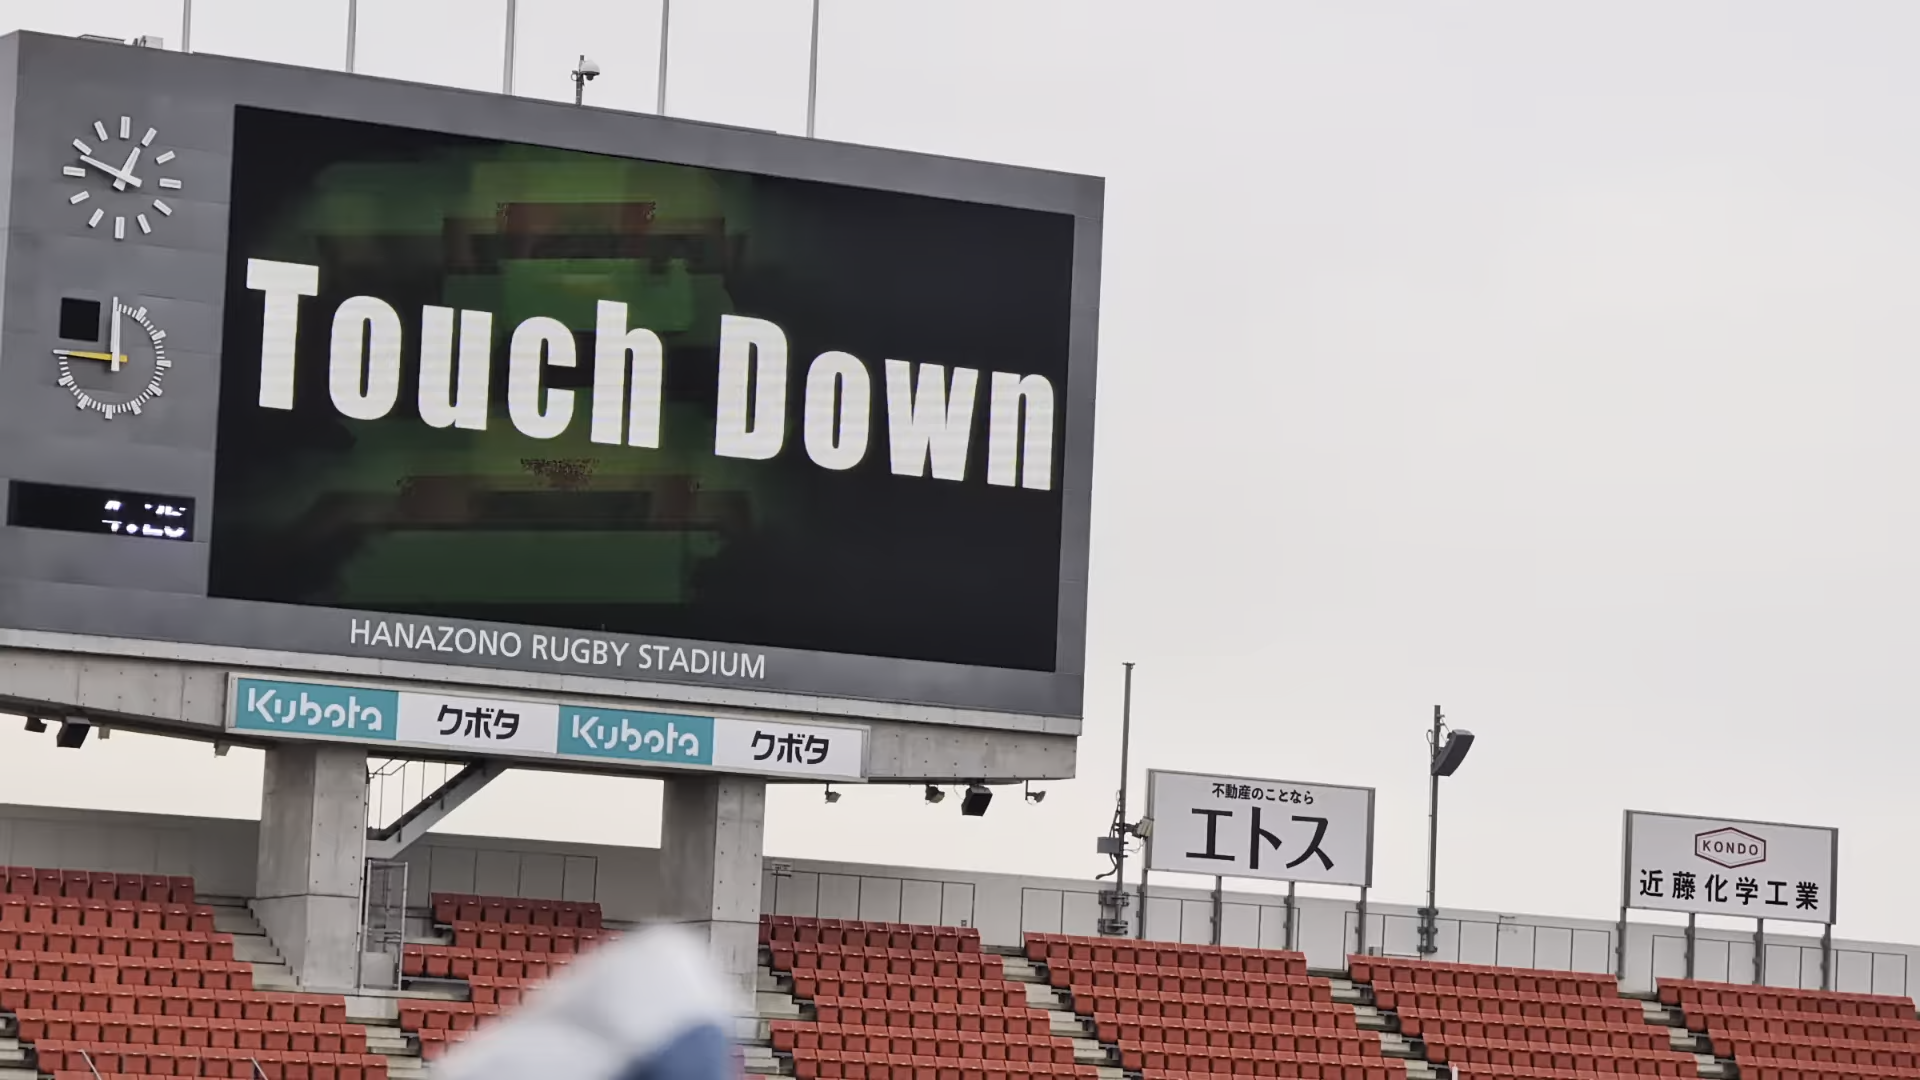 Touch Down
HANAZONO RUGBY STADIUM
Kubota クボタ Kubota クボタ
不動産のことなら
エトス
KONDO
近藤化学工業